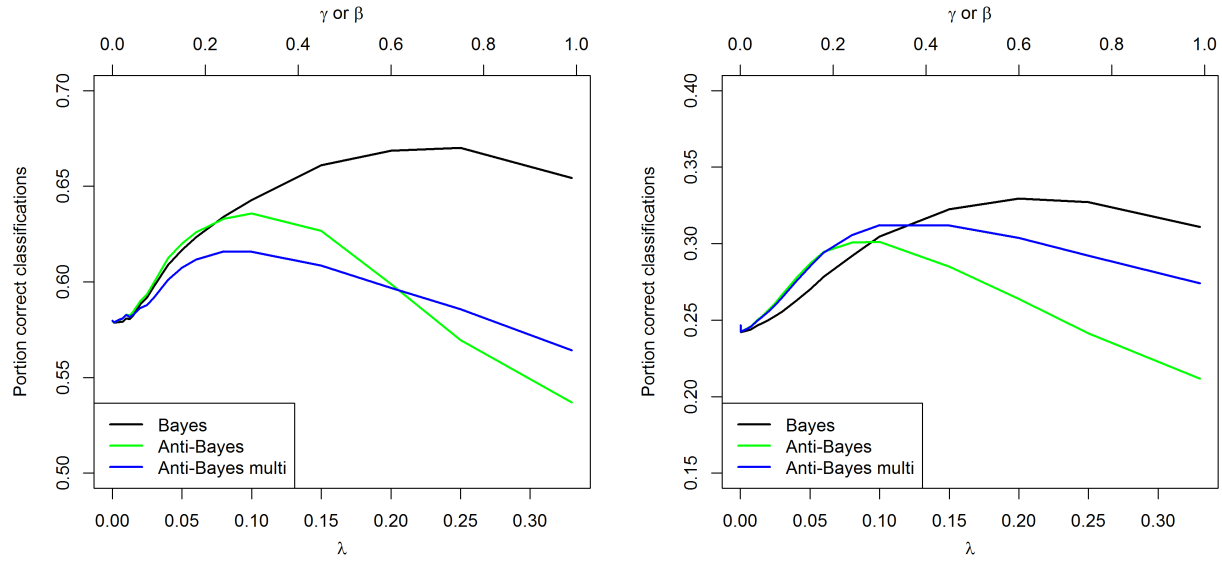 γ or β
0.0 0.2 0.4 0.6 0.8 1.0
Portion correct classifications
0.70
0.65
0.60
0.55
0.50
Bayes
Anti-Bayes
Anti-Bayes multi
0.00 0.05 0.10 0.15 0.20 0.25 0.30
λ
γ or β
0.0 0.2 0.4 0.6 0.8 1.0
Portion correct classifications
0.40
0.35
0.30
0.25
0.20
0.15
Bayes
Anti-Bayes
Anti-Bayes multi
0.00 0.05 0.10 0.15 0.20 0.25 0.30
λ